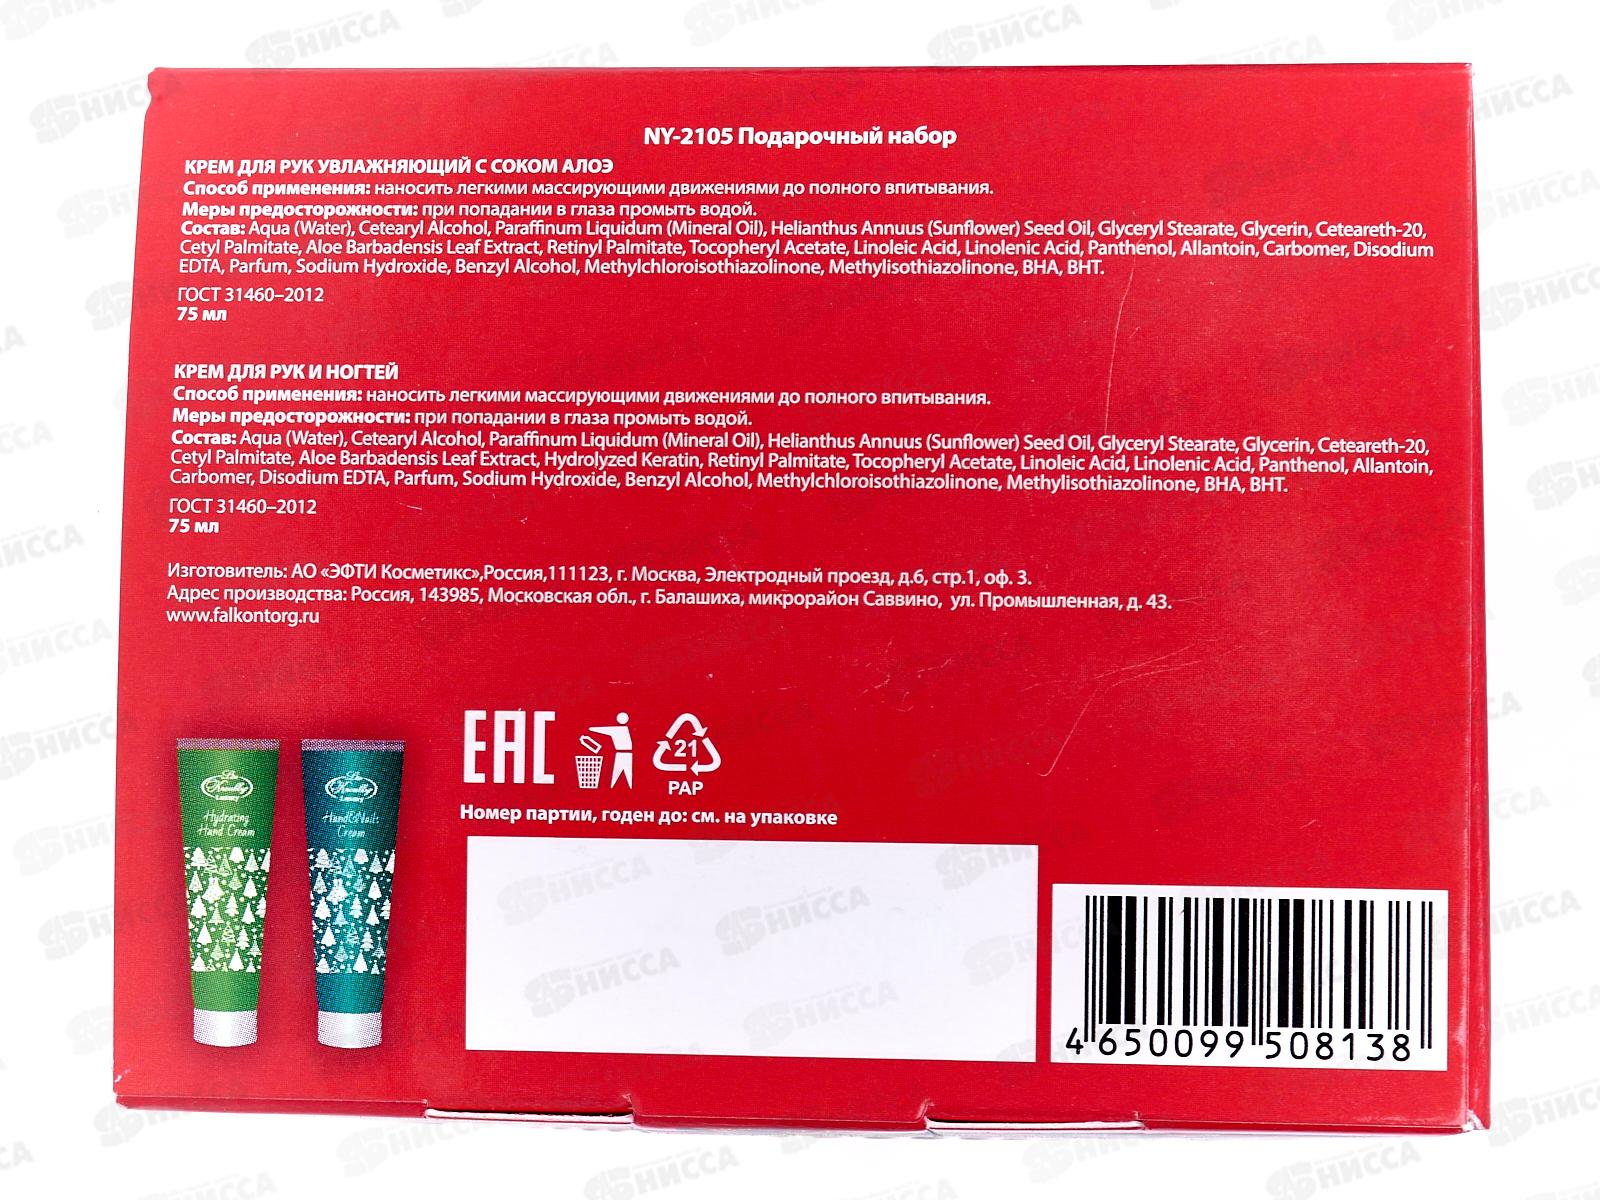 NY-2105 Подарочный набор
КРЕМ ДЛЯ РУК УВЛАЖНЯЮЩИЙ С СОКОМ АЛОЭ
Способ применения: наносить легкими массирующими движениями до полного впитывания.
Меры предосторожности: при попадании в глаза промыть водой.
Состав: Aqua (Water), Cetearyl Alcohol, Paraffinum Liquidum (Mineral Oil), Helianthus Annuus (Sunflower) Seed Oil, Glyceryl Stearate, Glycerin, Ceteareth-20,
Cetyl Palmitate, Aloe Barbadensis Leaf Extract, Retinyl Palmitate, Tocopheryl Acetate, Linoleic Acid, Linolenic Acid, Panthenol, Allantoin, Carbomer, Disodium
EDTA, Parfum, Sodium Hydroxide, Benzyl Alcohol, Methylchloroisothiazolinone, Methylisothiazolinone, BHA, BHT.
ГОСТ 31460–2012
75 мл
КРЕМ ДЛЯ РУК И НОГТЕЙ
Способ применения: наносить легкими массирующими движениями до полного впитывания.
Меры предосторожности: при попадании в глаза промыть водой.
Состав: Aqua (Water), Cetearyl Alcohol, Paraffinum Liquidum (Mineral Oil), Helianthus Annuus (Sunflower) Seed Oil, Glyceryl Stearate, Glycerin, Ceteareth-20,
Cetyl Palmitate, Aloe Barbadensis Leaf Extract, Hydrolyzed Keratin, Retinyl Palmitate, Tocopheryl Acetate, Linoleic Acid, Linolenic Acid, Panthenol, Allantoin,
Carbomer, Disodium EDTA, Parfum, Sodium Hydroxide, Benzyl Alcohol, Methylchloroisothiazolinone, Methylisothiazolinone, BHA, BHT.
ГОСТ 31460–2012
75 мл
Изготовитель: АО «ЭФТИ Косметикс»,Россия,111123, г. Москва, Электродный проезд, д.6, стр.1, оф. 3.
Адрес производства: Россия, 143985, Московская обл., г. Балашиха, микрорайон Саввино, ул. Промышленная, д. 43.
www.falkontorg.ru
EAC
21
PAP
Номер партии, годен до: см. на упаковке
Hydrating
Hand Cream
Luxury
Hand&Nails
Cream
4 650099 508138